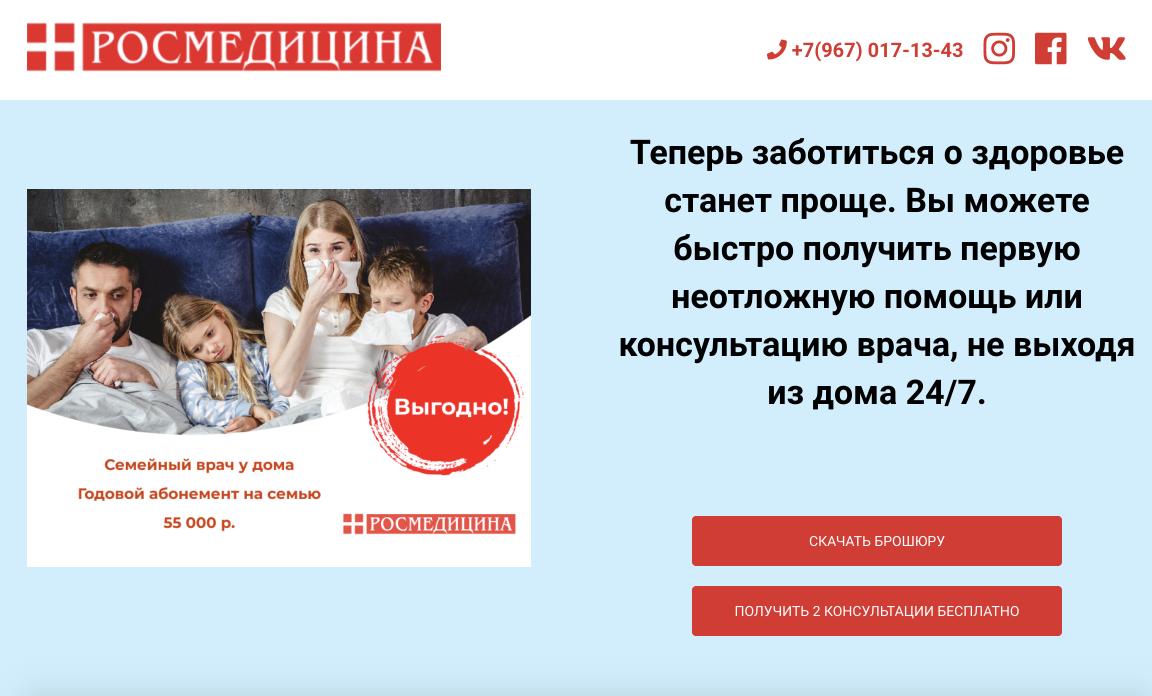 РОСМЕДИЦИНА
+7(967) 017-13-43
Теперь заботиться о здоровье
станет проще. Вы можете
быстро получить первую
неотложную помощь или
консультацию врача, не выходя
из дома 24/7.
Выгодно!
Семейный врач у дома
Годовой абонемент на семью
55 000 р.
РОСМЕДИЦИНА
СКАЧАТЬ БРОШЮРУ
ПОЛУЧИТЬ 2 КОНСУЛЬТАЦИИ БЕСПЛАТНО